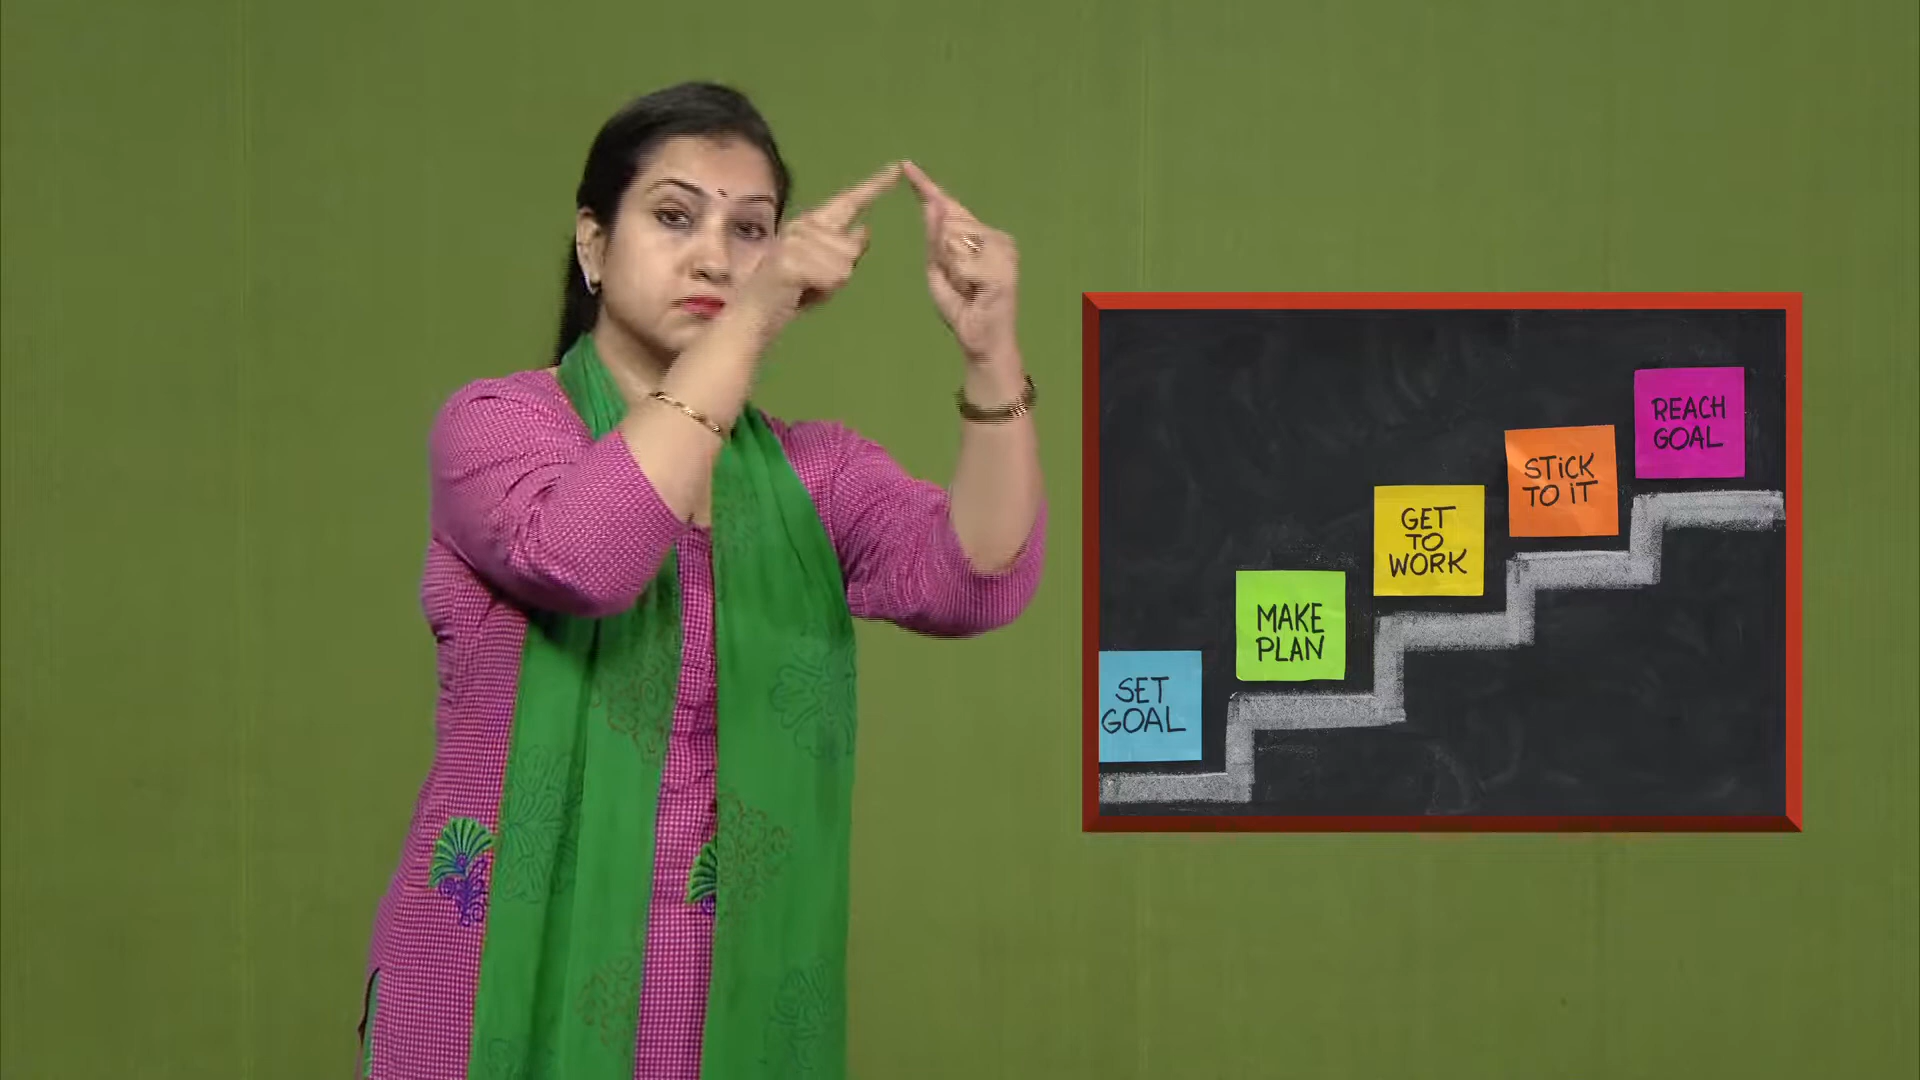 SET
GOAL
MAKE
PLAN
GET
TO
WORK
STiCK
TO iT
REACH
GOAL